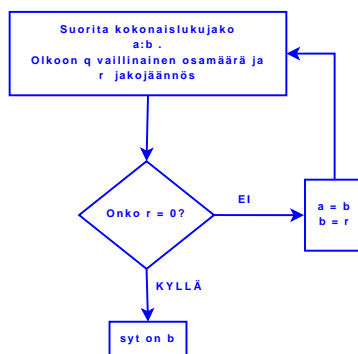 Suorita kokonaislukujako
a:b .
Olkoon q vaillinainen osamäärä ja
r jakojäännös
Onko r = 0?
EI
a = b
b = r
KYLLÄ
syt on b